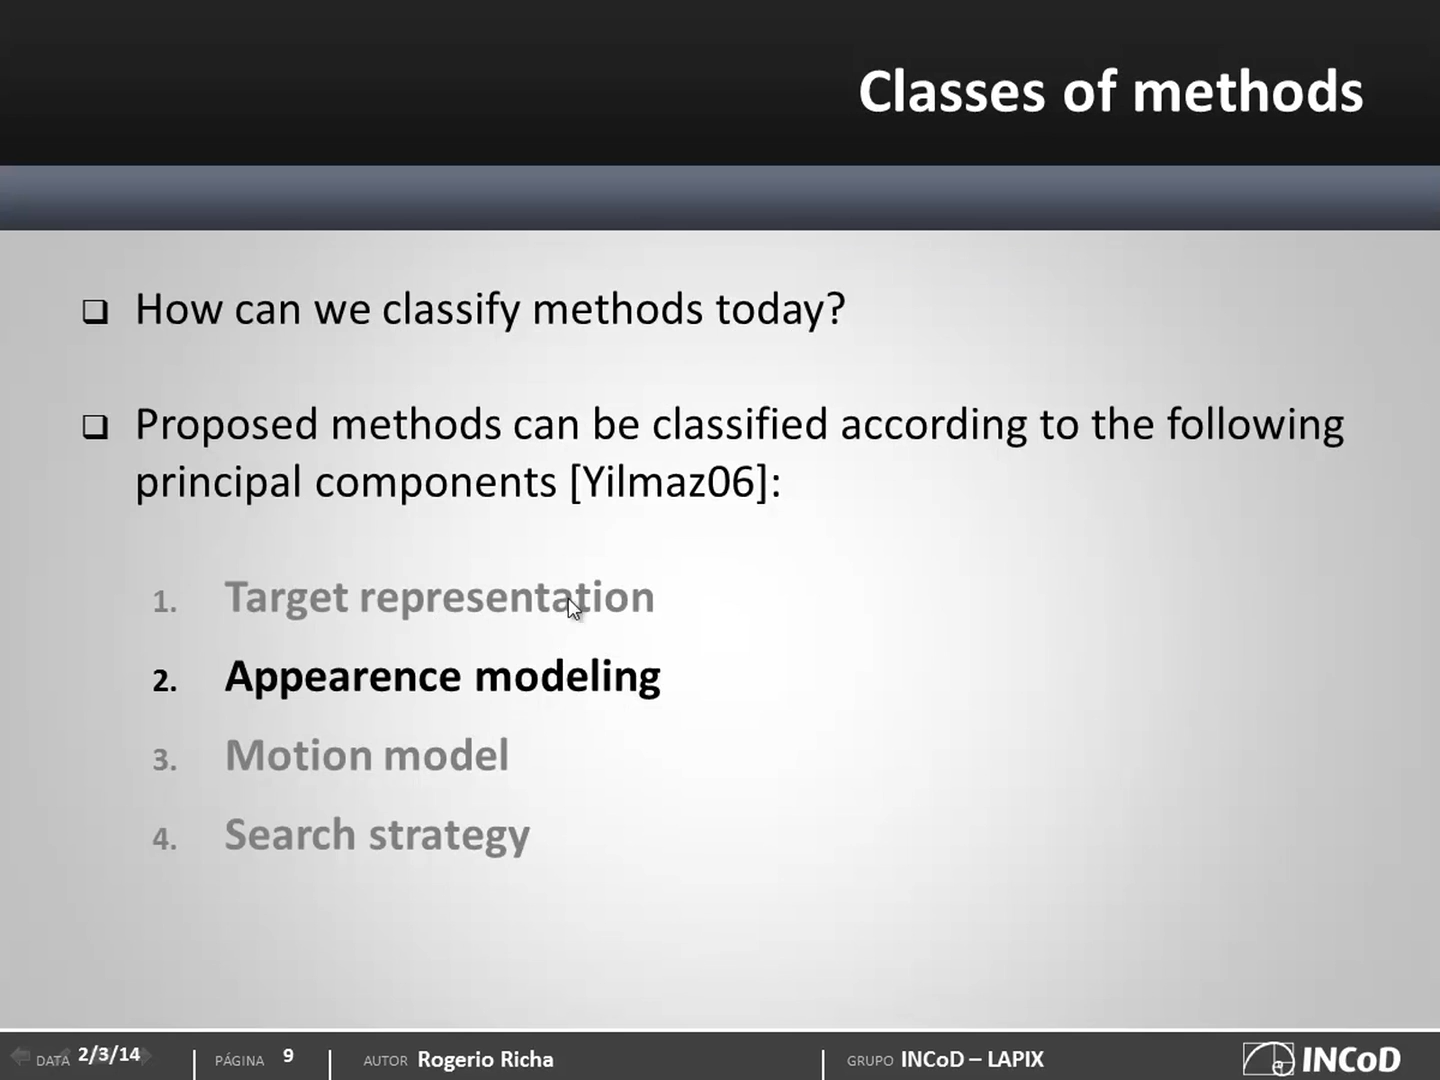 Classes of methods
❑ How can we classify methods today?
❑ Proposed methods can be classified according to the following
principal components [Yilmaz06]:
1. Target representation
2. Appearence modeling
3. Motion model
4. Search strategy
DATA 2/3/14 PÁGINA 9 AUTOR Rogerio Richa GRUPO INCoD – LAPIX INCoD